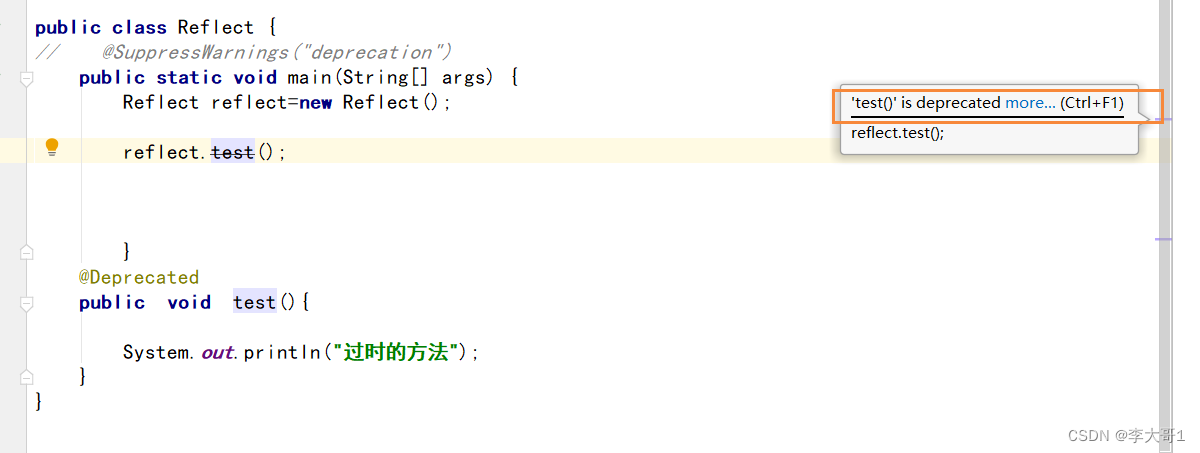 public class Reflect {
//    @SuppressWarnings("deprecation")
    public static void main(String[] args) {
        Reflect reflect=new Reflect();
'test()' is deprecated more... (Ctrl+F1)
reflect.test();
        reflect.test();
        }
    @Deprecated
    public  void  test(){
        System.out.println("过时的方法");
    }
}
CSDN @李大哥1